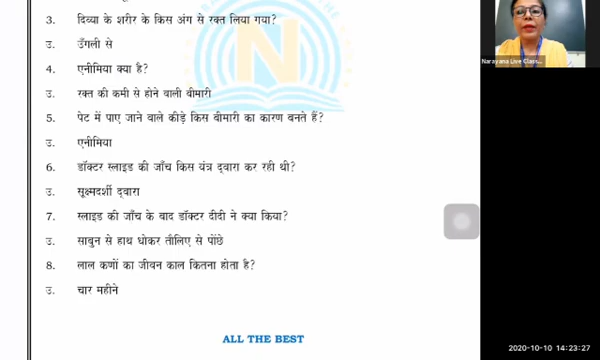 3. दिव्या के शरीर के किस अंग से रक्त लिया गया?
उ. उँगली से
4. एनीमिया क्या है?
उ. रक्त की कमी से होने वाली बीमारी
5. पेट में पाए जाने वाले कीड़े किस बीमारी का कारण बनते हैं?
उ. एनीमिया
6. डॉक्टर स्लाइड की जाँच किस यंत्र द्वारा कर रही थी?
उ. सूक्ष्मदर्शी द्वारा
7. स्लाइड की जाँच के बाद डॉक्टर दीदी ने क्या किया?
उ. साबुन से हाथ धोकर तौलिए से पोंछे
8. लाल कणों का जीवन काल कितना होता है?
उ. चार महीने
ALL THE BEST
N
Narayana Live Class...
2020-10-10 14:23:27